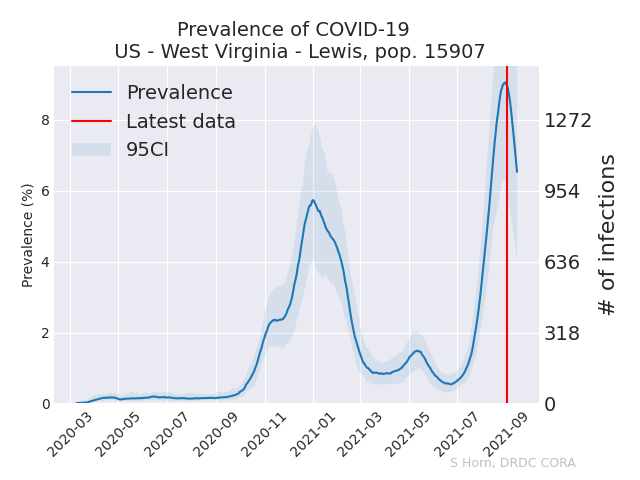 Prevalence of COVID-19
US - West Virginia - Lewis, pop. 15907
Prevalence
Latest data
95CI
Prevalence (%)
8
6
4
2
0
1272
954
636
318
0
# of infections
2020-03
2020-05
2020-07
2020-09
2020-11
2021-01
2021-03
2021-05
2021-07
2021-09
S Horn, DRDC CORA